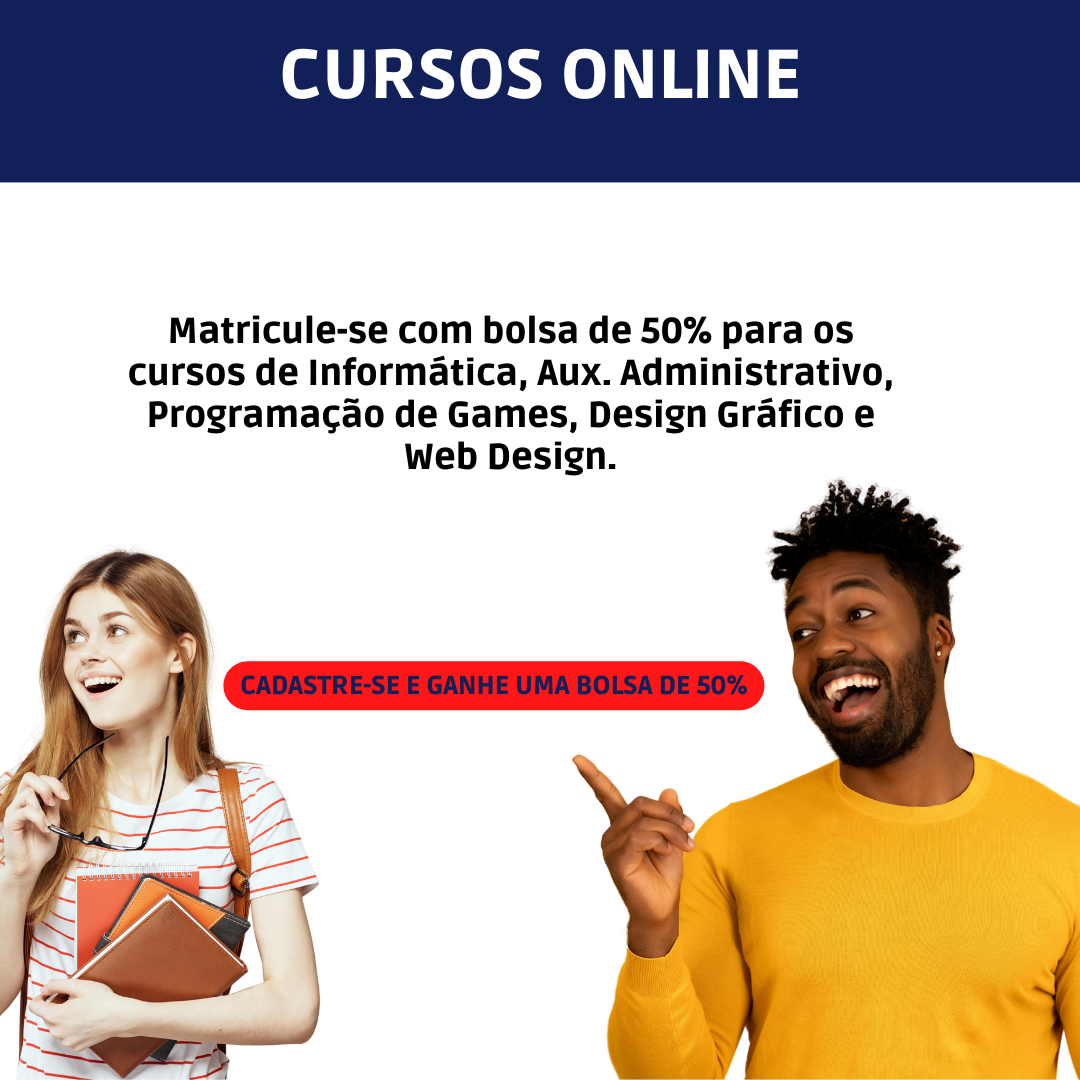 CURSOS ONLINE
Matricule-se com bolsa de 50% para os
cursos de Informática, Aux. Administrativo,
Programação de Games, Design Gráfico e
Web Design.
CADASTRE-SE E GANHE UMA BOLSA DE 50%